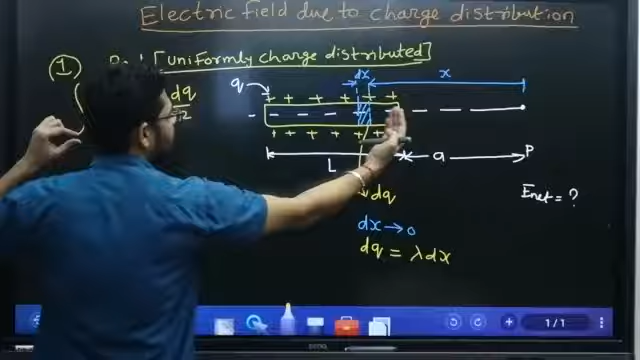 Electric field due to charge distribution
(1) [uniformly charge distributed]
dq
q
dx
x
+ + + + + +
- - - - - - - -
+ + + + + +
L
a
P
dq
Enet = ?
dx → 0
dq = λdx
1/1